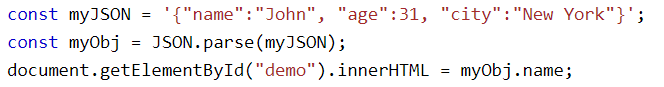 const myJSON = '{"name":"John", "age":31, "city":"New York"}';
const myObj = JSON.parse(myJSON);
document.getElementById("demo").innerHTML = myObj.name;